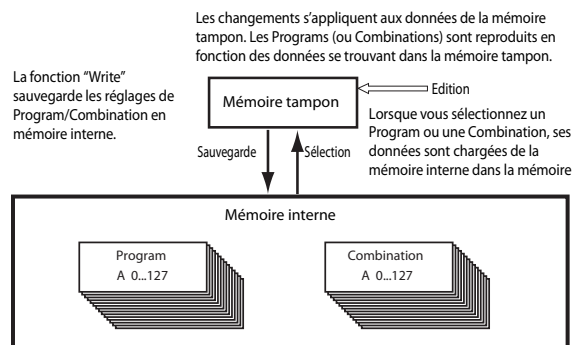 Les changements s'appliquent aux données de la mémoire
tampon. Les Programs (ou Combinations) sont reproduits en
fonction des données se trouvant dans la mémoire tampon.
La fonction “Write”
sauvegarde les réglages de
Program/Combination en
mémoire interne.
Mémoire tampon
Edition
Lorsque vous sélectionnez un
Program ou une Combination, ses
données sont chargées de la
mémoire interne dans la mémoire
Sauvegarde
Sélection
Mémoire interne
Program
A 0...127
Combination
A 0...127